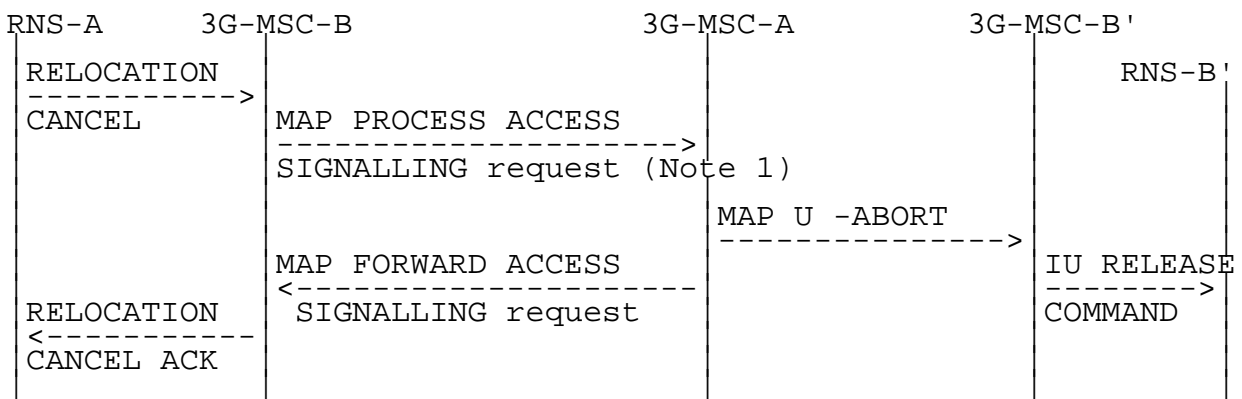 RNS-A 3G-MSC-B 3G-MSC-A 3G-MSC-B'
RELOCATION RNS-B'
----------->
CANCEL MAP PROCESS ACCESS
--------------------->
SIGNALLING request (Note 1)
MAP U -ABORT
--------------->
MAP FORWARD ACCESS IU RELEASE
<--------------------- -------->
RELOCATION SIGNALLING request COMMAND
<-----------
CANCEL ACK